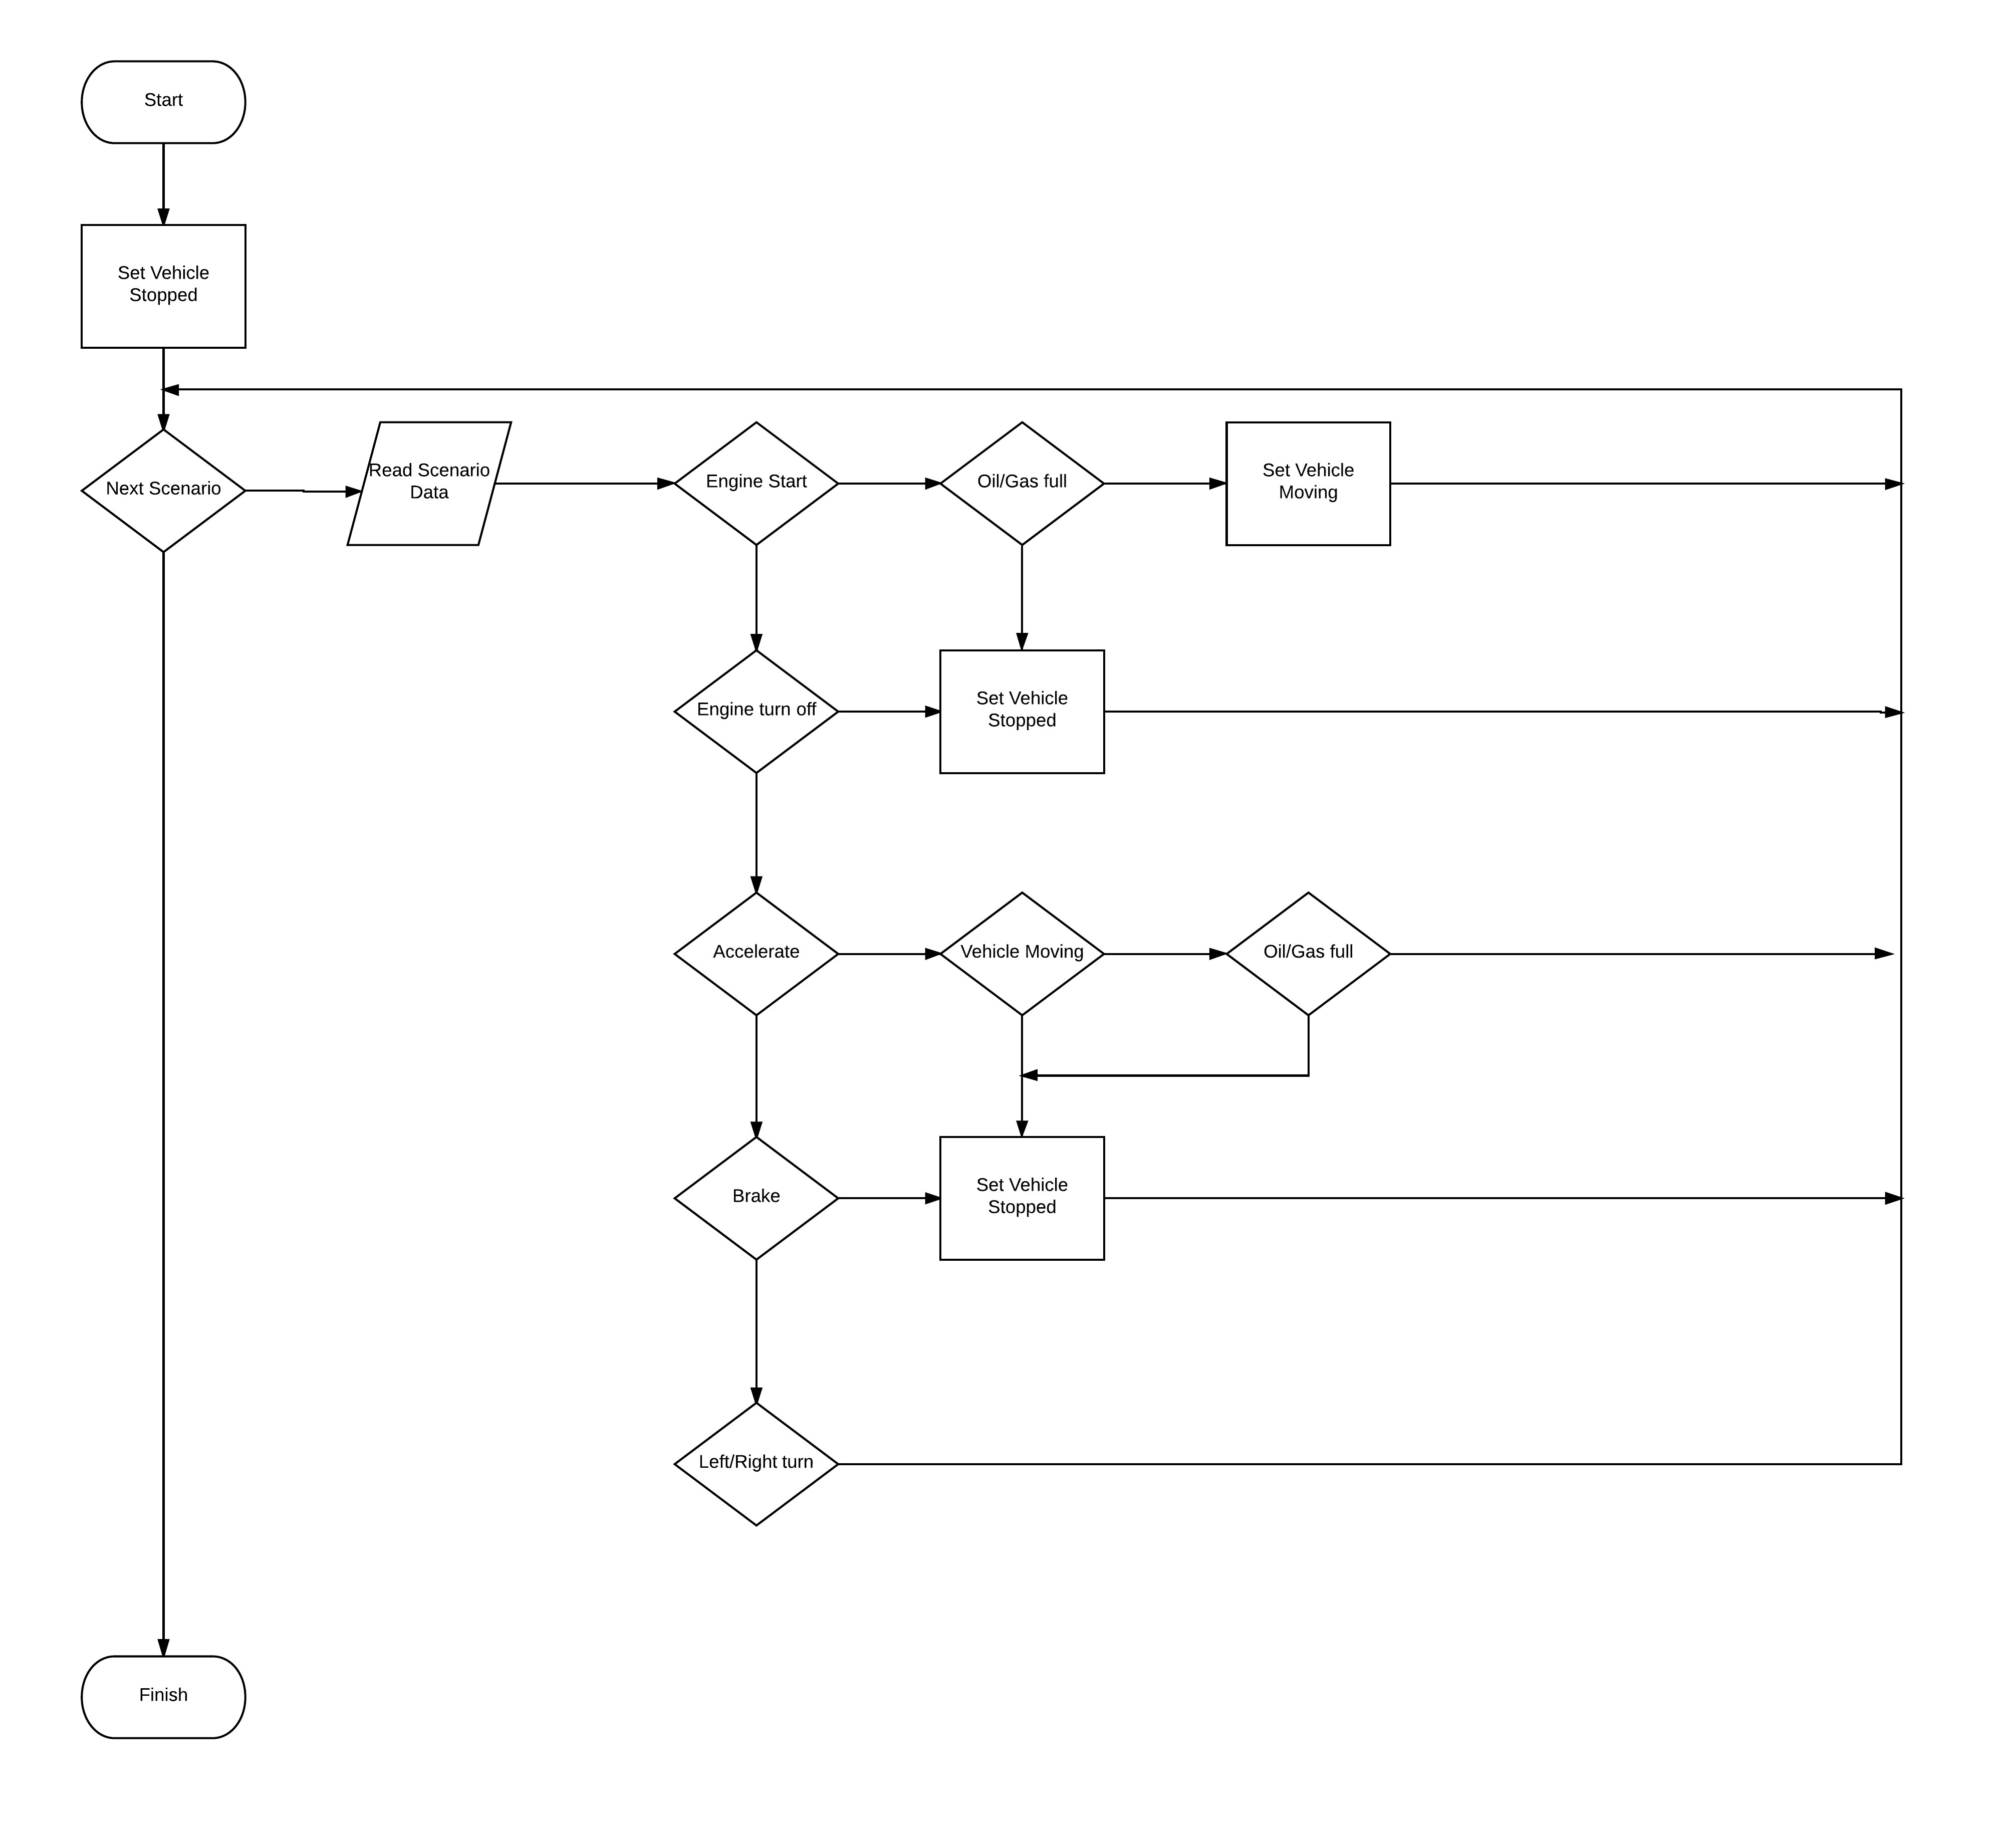 Start
Set Vehicle
Stopped
Next Scenario
Read Scenario
Data
Engine Start
Oil/Gas full
Set Vehicle
Moving
Engine turn off
Set Vehicle
Stopped
Accelerate
Vehicle Moving
Oil/Gas full
Brake
Set Vehicle
Stopped
Left/Right turn
Finish